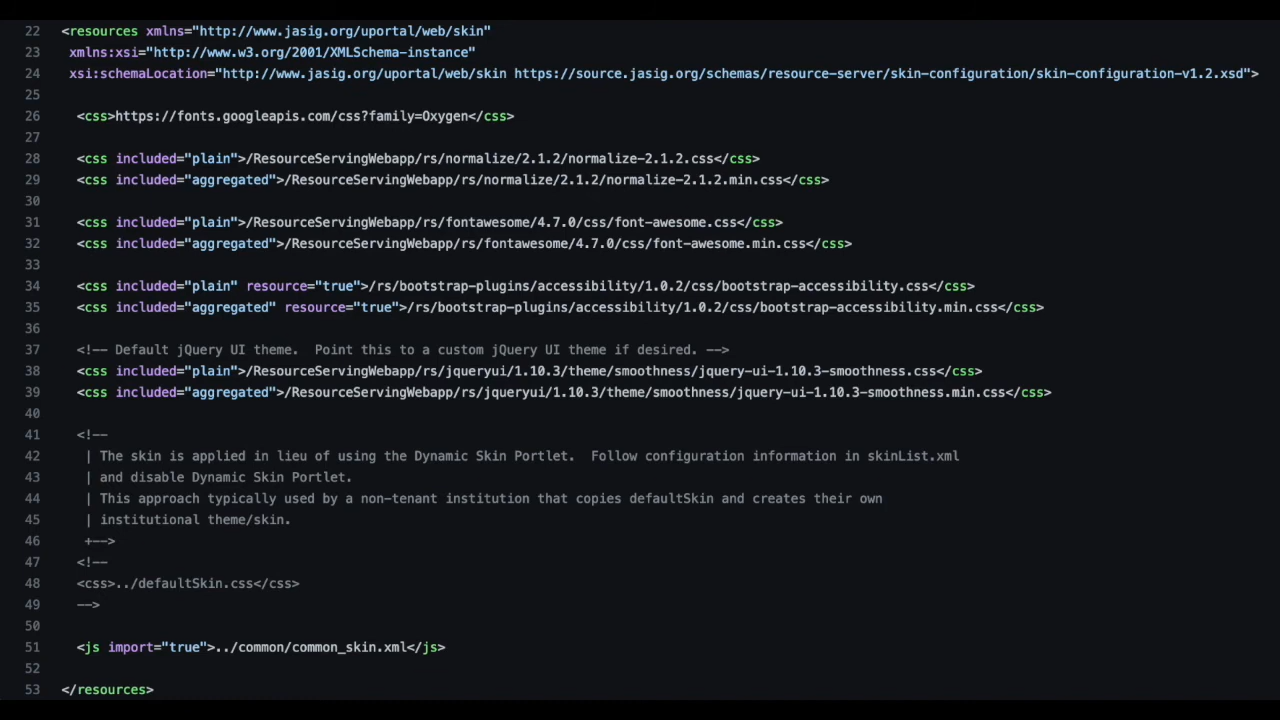 22 <resources xmlns="http://www.jasig.org/uportal/web/skin"
23 xmlns:xsi="http://www.w3.org/2001/XMLSchema-instance"
24 xsi:schemaLocation="http://www.jasig.org/uportal/web/skin https://source.jasig.org/schemas/resource-server/skin-configuration/skin-configuration-v1.2.xsd">
25
26 <css>https://fonts.googleapis.com/css?family=Oxygen</css>
27
28 <css included="plain">/ResourceServingWebapp/rs/normalize/2.1.2/normalize-2.1.2.css</css>
29 <css included="aggregated">/ResourceServingWebapp/rs/normalize/2.1.2/normalize-2.1.2.min.css</css>
30
31 <css included="plain">/ResourceServingWebapp/rs/fontawesome/4.7.0/css/font-awesome.css</css>
32 <css included="aggregated">/ResourceServingWebapp/rs/fontawesome/4.7.0/css/font-awesome.min.css</css>
33
34 <css included="plain" resource="true">/rs/bootstrap-plugins/accessibility/1.0.2/css/bootstrap-accessibility.css</css>
35 <css included="aggregated" resource="true">/rs/bootstrap-plugins/accessibility/1.0.2/css/bootstrap-accessibility.min.css</css>
36
37 <!-- Default jQuery UI theme.  Point this to a custom jQuery UI theme if desired. -->
38 <css included="plain">/ResourceServingWebapp/rs/jqueryui/1.10.3/theme/smoothness/jquery-ui-1.10.3-smoothness.css</css>
39 <css included="aggregated">/ResourceServingWebapp/rs/jqueryui/1.10.3/theme/smoothness/jquery-ui-1.10.3-smoothness.min.css</css>
40
41 <!--
42 | The skin is applied in lieu of using the Dynamic Skin Portlet.  Follow configuration information in skinList.xml
43 | and disable Dynamic Skin Portlet.
44 | This approach typically used by a non-tenant institution that copies defaultSkin and creates their own
45 | institutional theme/skin.
46 +-->
47 <!--
48 <css>../defaultSkin.css</css>
49 -->
50
51 <js import="true">../common/common_skin.xml</js>
52
53 </resources>